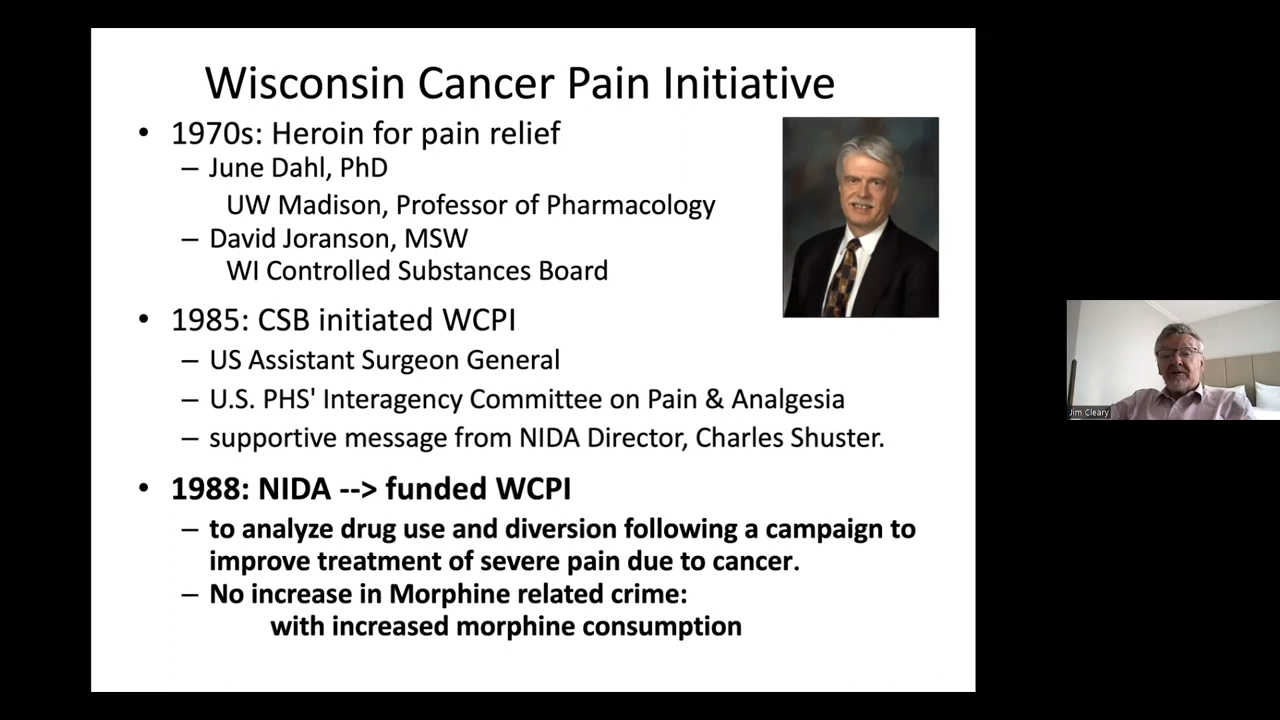 Wisconsin Cancer Pain Initiative
• 1970s: Heroin for pain relief
– June Dahl, PhD
UW Madison, Professor of Pharmacology
– David Joranson, MSW
WI Controlled Substances Board
• 1985: CSB initiated WCPI
– US Assistant Surgeon General
– U.S. PHS' Interagency Committee on Pain & Analgesia
– supportive message from NIDA Director, Charles Shuster.
• 1988: NIDA --> funded WCPI
– to analyze drug use and diversion following a campaign to
improve treatment of severe pain due to cancer.
– No increase in Morphine related crime:
with increased morphine consumption
Jim Cleary